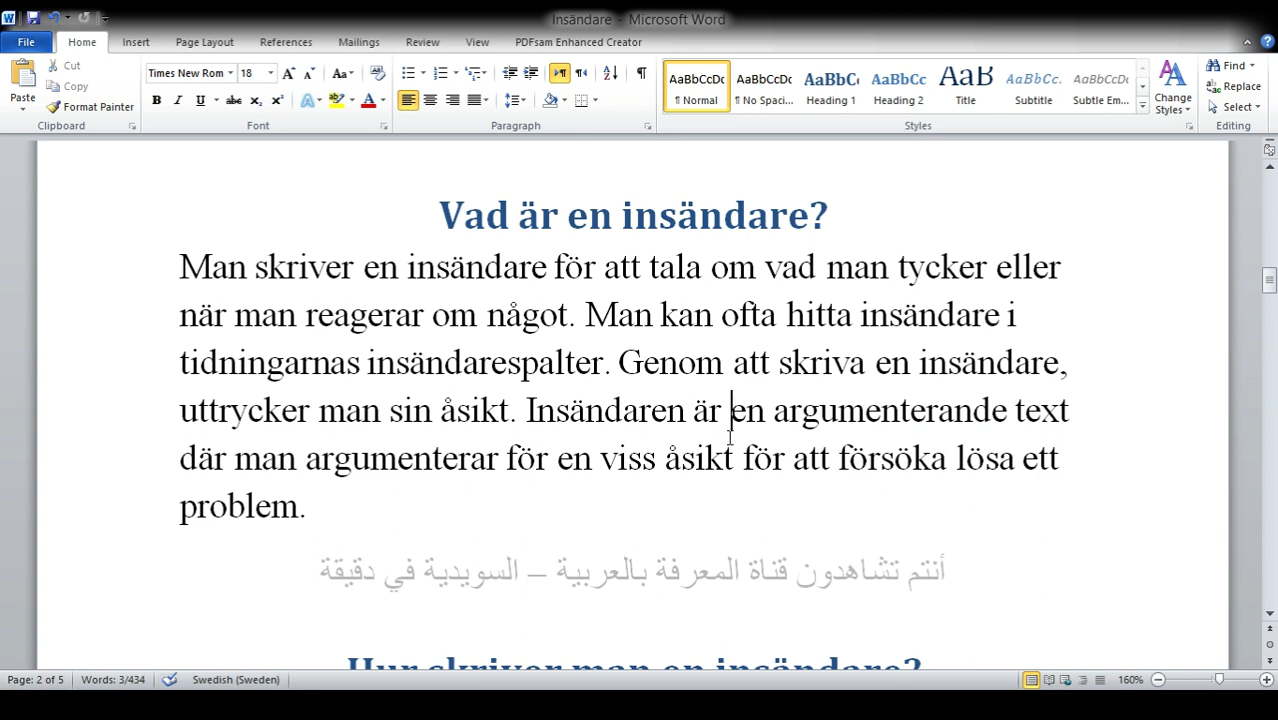 Insändare - Microsoft Word
File Home Insert Page Layout References Mailings Review View PDFsam Enhanced Creator
Cut
Copy
Paste
Format Painter
Times New Rom 18
AaBbCcDc AaBbCcDc AaBbC AaBbCc AaB AaBbCc. AaBbCcDc
¶ Normal ¶ No Spaci... Heading 1 Heading 2 Title Subtitle Subtle Em...
Change Styles
Find
Replace
Select
Clipboard Font Paragraph Styles Editing
Vad är en insändare?
Man skriver en insändare för att tala om vad man tycker eller
när man reagerar om något. Man kan ofta hitta insändare i
tidningarnas insändarespalter. Genom att skriva en insändare,
uttrycker man sin åsikt. Insändaren är en argumenterande text
där man argumenterar för en viss åsikt för att försöka lösa ett
problem.
أنتم تشاهدون قناة المعرفة بالعربية – السويدية في دقيقة
Hur skriver man en insändare?
Page: 2 of 5 Words: 3/434 Swedish (Sweden) 160%